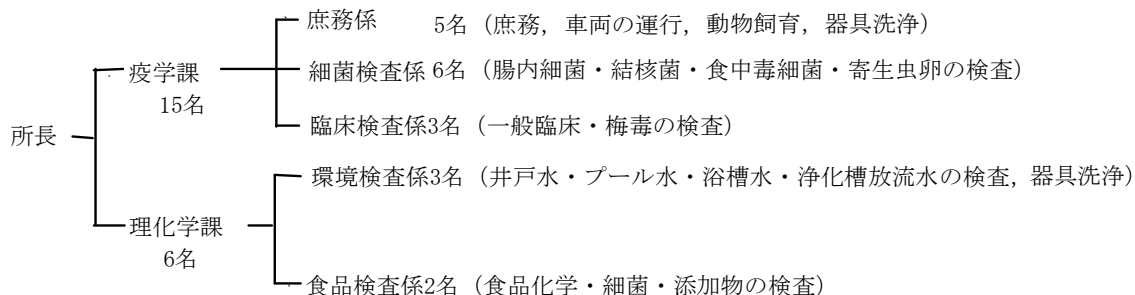 庶務係 5名 (庶務, 車両の運行, 動物飼育, 器具洗浄)
疫学課
細菌検査係 6名 (腸内細菌・結核菌・食中毒細菌・寄生虫卵の検査)
15名
臨床検査係3名 (一般臨床・梅毒の検査)
所長
環境検査係3名 (井戸水・プール水・浴槽水・浄化槽放流水の検査, 器具洗浄)
理化学課
6名
食品検査係2名 (食品化学・細菌・添加物の検査)